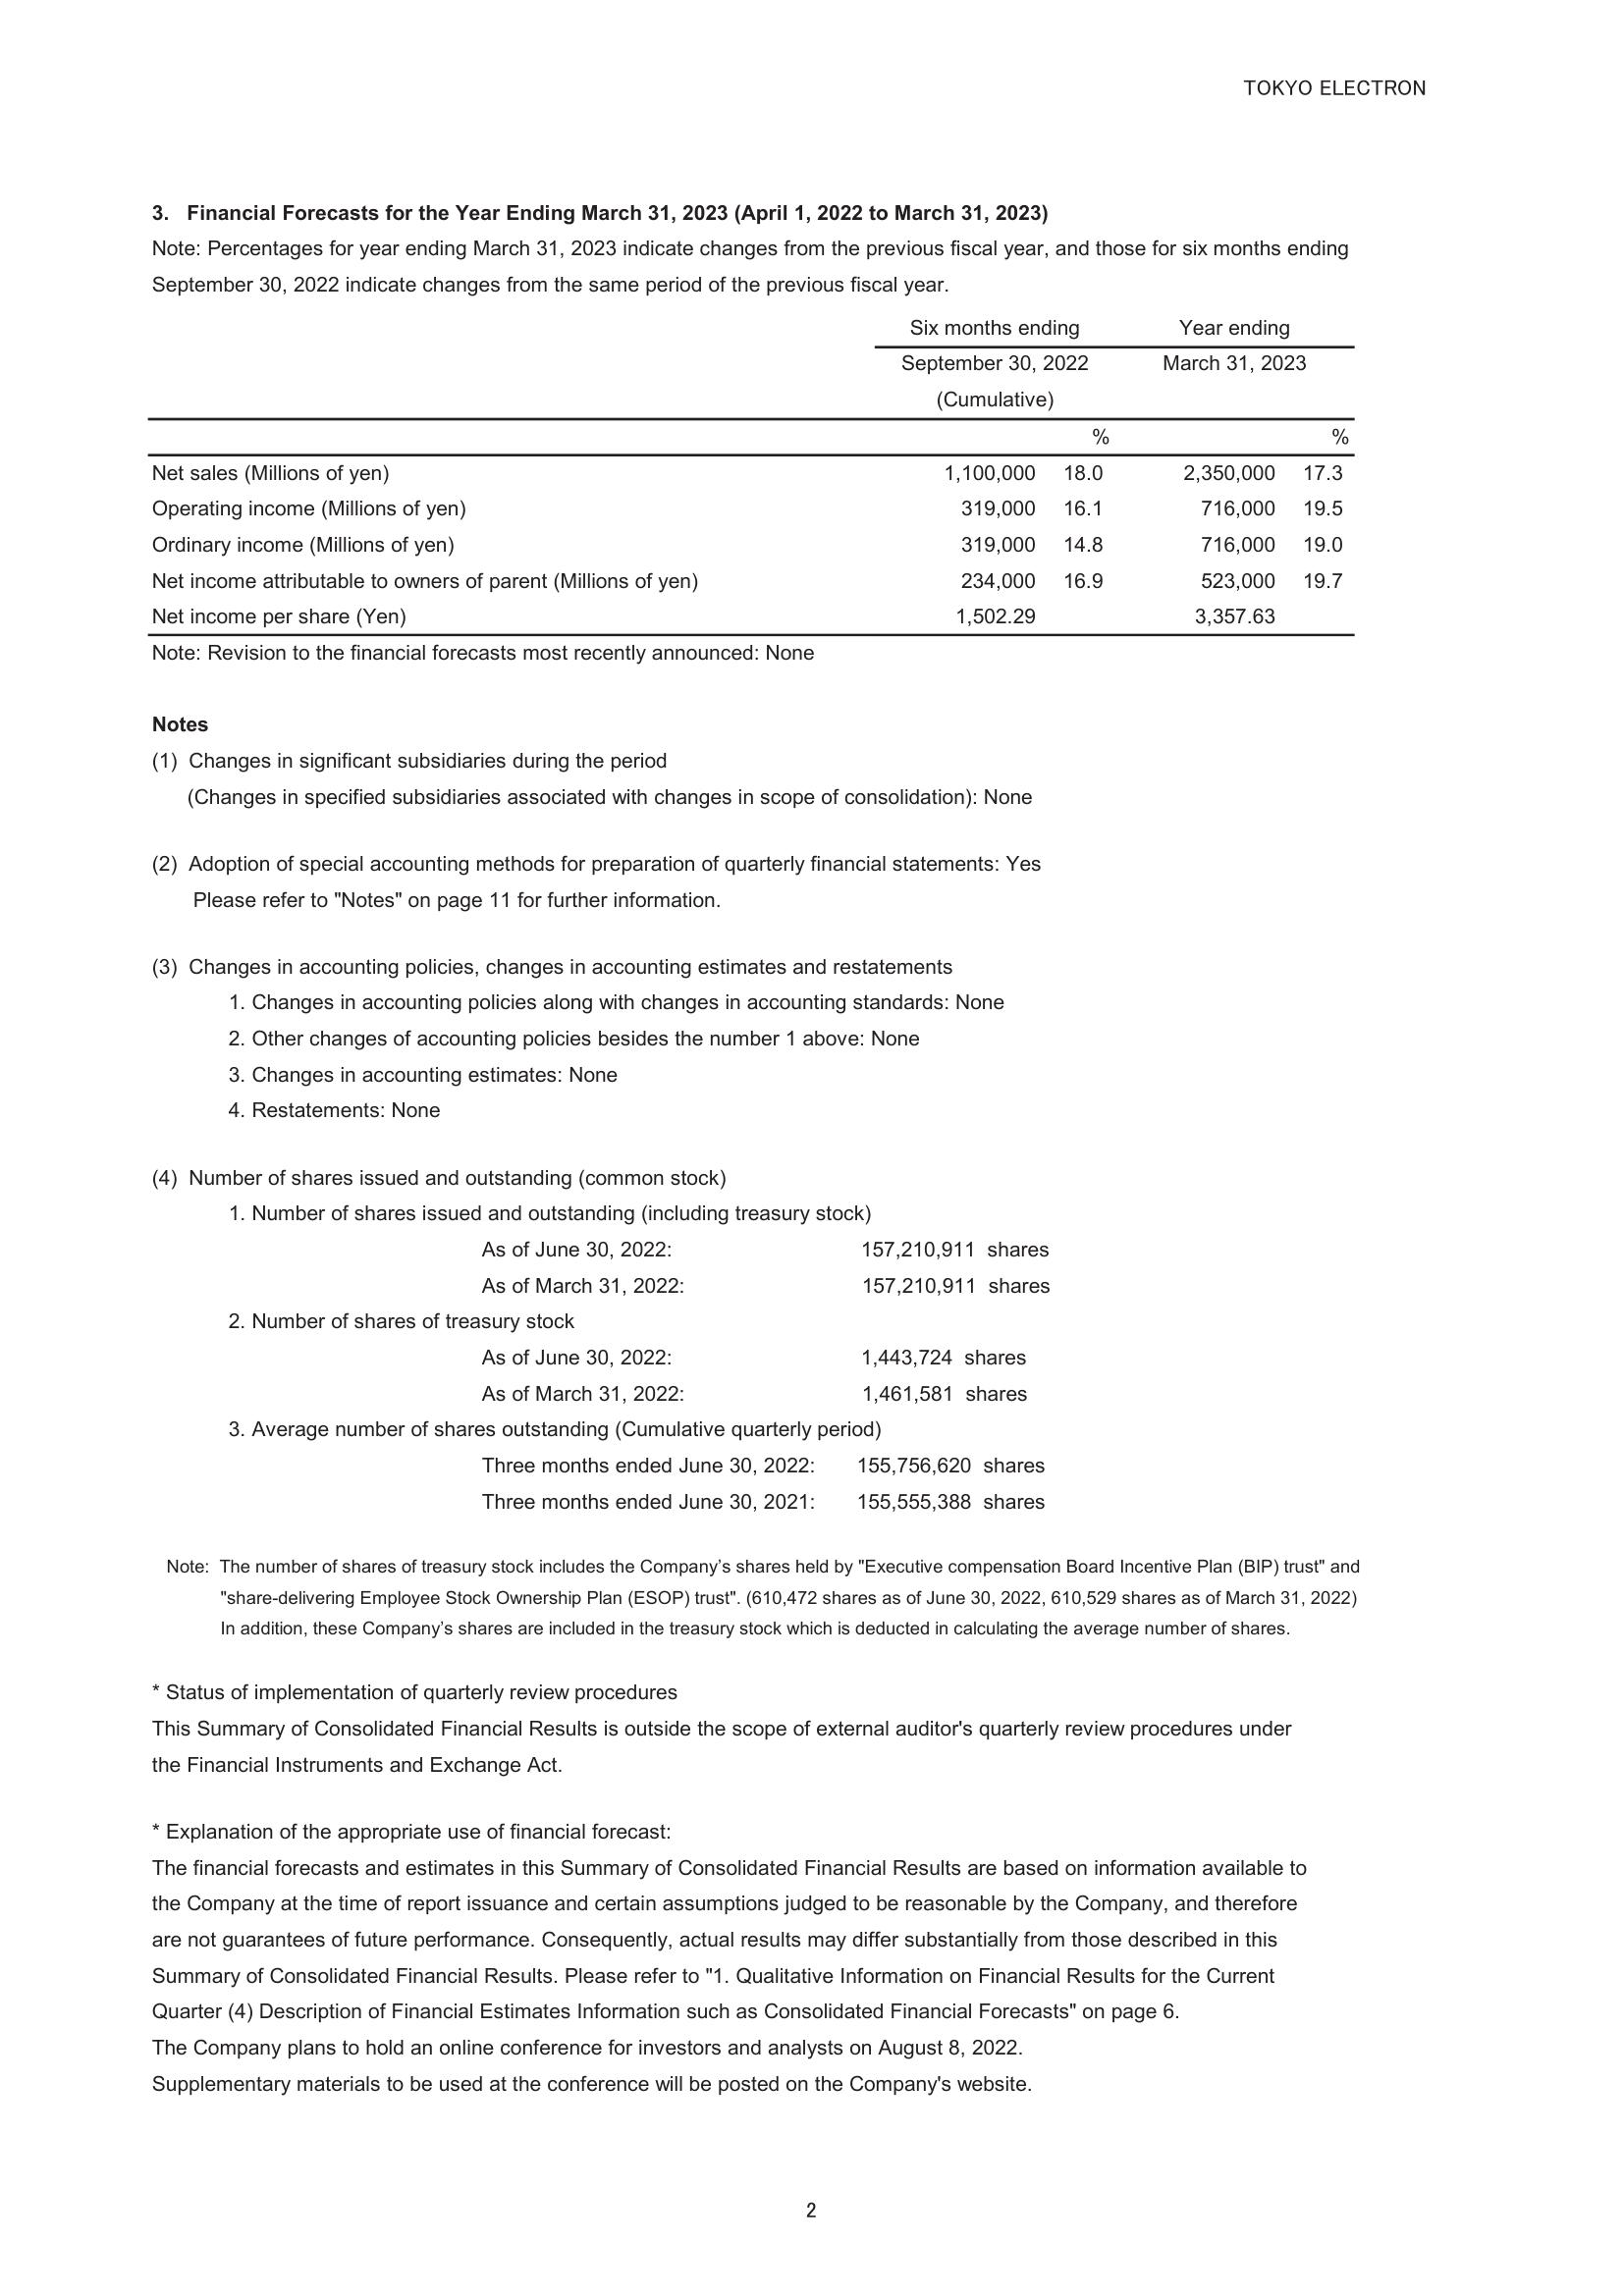 TOKYO ELECTRON
3. Financial Forecasts for the Year Ending March 31, 2023 (April 1, 2022 to March 31, 2023)
Note: Percentages for year ending March 31, 2023 indicate changes from the previous fiscal year, and those for six months ending
September 30, 2022 indicate changes from the same period of the previous fiscal year.
Six months ending Year ending
September 30, 2022 March 31, 2023
(Cumulative)
% %
Net sales (Millions of yen) 1,100,000 18.0 2,350,000 17.3
Operating income (Millions of yen) 319,000 16.1 716,000 19.5
Ordinary income (Millions of yen) 319,000 14.8 716,000 19.0
Net income attributable to owners of parent (Millions of yen) 234,000 16.9 523,000 19.7
Net income per share (Yen) 1,502.29 3,357.63
Note: Revision to the financial forecasts most recently announced: None
Notes
(1) Changes in significant subsidiaries during the period
(Changes in specified subsidiaries associated with changes in scope of consolidation): None
(2) Adoption of special accounting methods for preparation of quarterly financial statements: Yes
Please refer to "Notes" on page 11 for further information.
(3) Changes in accounting policies, changes in accounting estimates and restatements
1. Changes in accounting policies along with changes in accounting standards: None
2. Other changes of accounting policies besides the number 1 above: None
3. Changes in accounting estimates: None
4. Restatements: None
(4) Number of shares issued and outstanding (common stock)
1. Number of shares issued and outstanding (including treasury stock)
As of June 30, 2022: 157,210,911 shares
As of March 31, 2022: 157,210,911 shares
2. Number of shares of treasury stock
As of June 30, 2022: 1,443,724 shares
As of March 31, 2022: 1,461,581 shares
3. Average number of shares outstanding (Cumulative quarterly period)
Three months ended June 30, 2022: 155,756,620 shares
Three months ended June 30, 2021: 155,555,388 shares
Note: The number of shares of treasury stock includes the Company’s shares held by "Executive compensation Board Incentive Plan (BIP) trust" and
"share-delivering Employee Stock Ownership Plan (ESOP) trust". (610,472 shares as of June 30, 2022, 610,529 shares as of March 31, 2022)
In addition, these Company’s shares are included in the treasury stock which is deducted in calculating the average number of shares.
* Status of implementation of quarterly review procedures
This Summary of Consolidated Financial Results is outside the scope of external auditor's quarterly review procedures under
the Financial Instruments and Exchange Act.
* Explanation of the appropriate use of financial forecast:
The financial forecasts and estimates in this Summary of Consolidated Financial Results are based on information available to
the Company at the time of report issuance and certain assumptions judged to be reasonable by the Company, and therefore
are not guarantees of future performance. Consequently, actual results may differ substantially from those described in this
Summary of Consolidated Financial Results. Please refer to "1. Qualitative Information on Financial Results for the Current
Quarter (4) Description of Financial Estimates Information such as Consolidated Financial Forecasts" on page 6.
The Company plans to hold an online conference for investors and analysts on August 8, 2022.
Supplementary materials to be used at the conference will be posted on the Company's website.
2